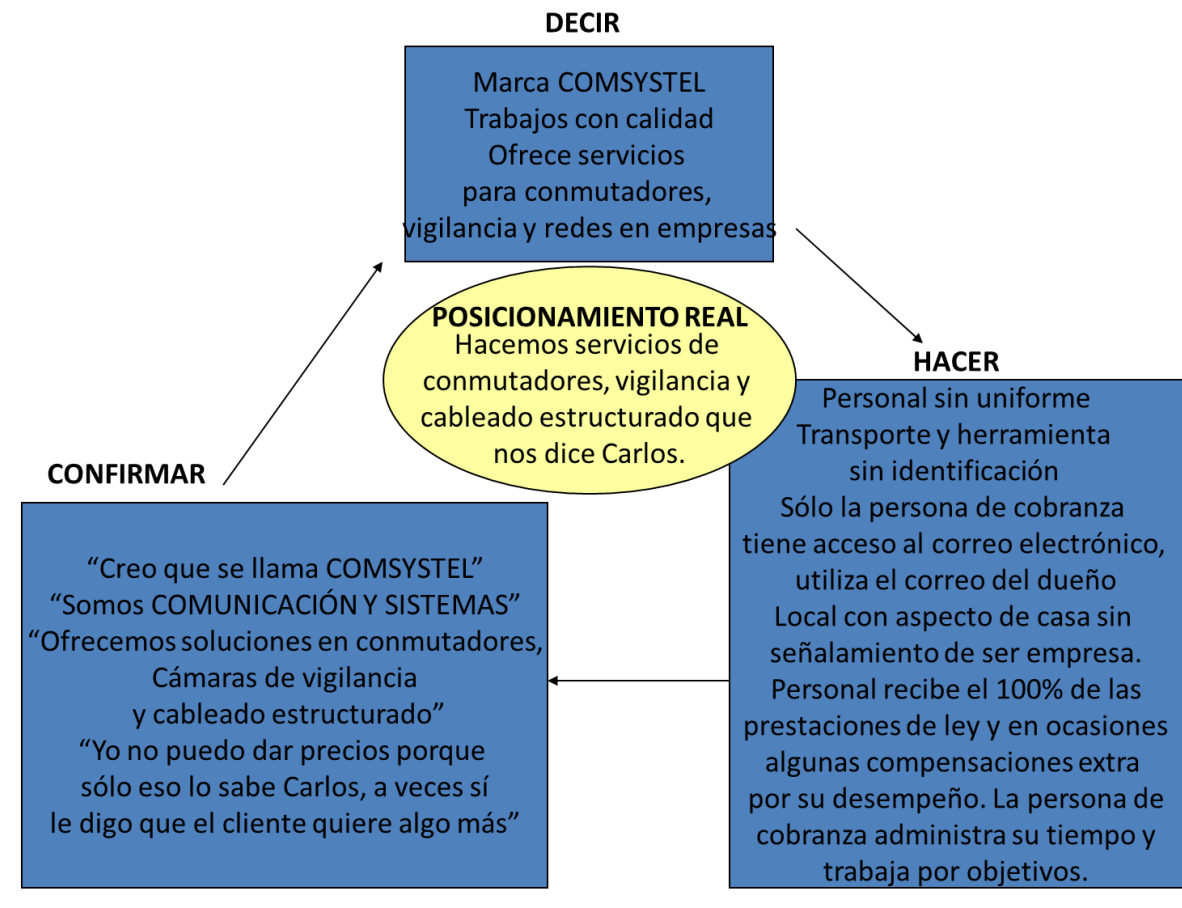 DECIR
Marca COMSYSTEL
Trabajos con calidad
Ofrece servicios
para conmutadores,
vigilancia y redes en empresas
POSICIONAMIENTO REAL
Hacemos servicios de
conmutadores, vigilancia y
cableado estructurado que
nos dice Carlos.
HACER
Personal sin uniforme
Transporte y herramienta
sin identificación
Sólo la persona de cobranza
tiene acceso al correo electrónico,
utiliza el correo del dueño
Local con aspecto de casa sin
señalamiento de ser empresa.
Personal recibe el 100% de las
prestaciones de ley y en ocasiones
algunas compensaciones extra
por su desempeño. La persona de
cobranza administra su tiempo y
trabaja por objetivos.
CONFIRMAR
“Creo que se llama COMSYSTEL”
“Somos COMUNICACIÓN Y SISTEMAS”
“Ofrecemos soluciones en conmutadores,
Cámaras de vigilancia
y cableado estructurado”
“Yo no puedo dar precios porque
sólo eso lo sabe Carlos, a veces sí
le digo que el cliente quiere algo más”